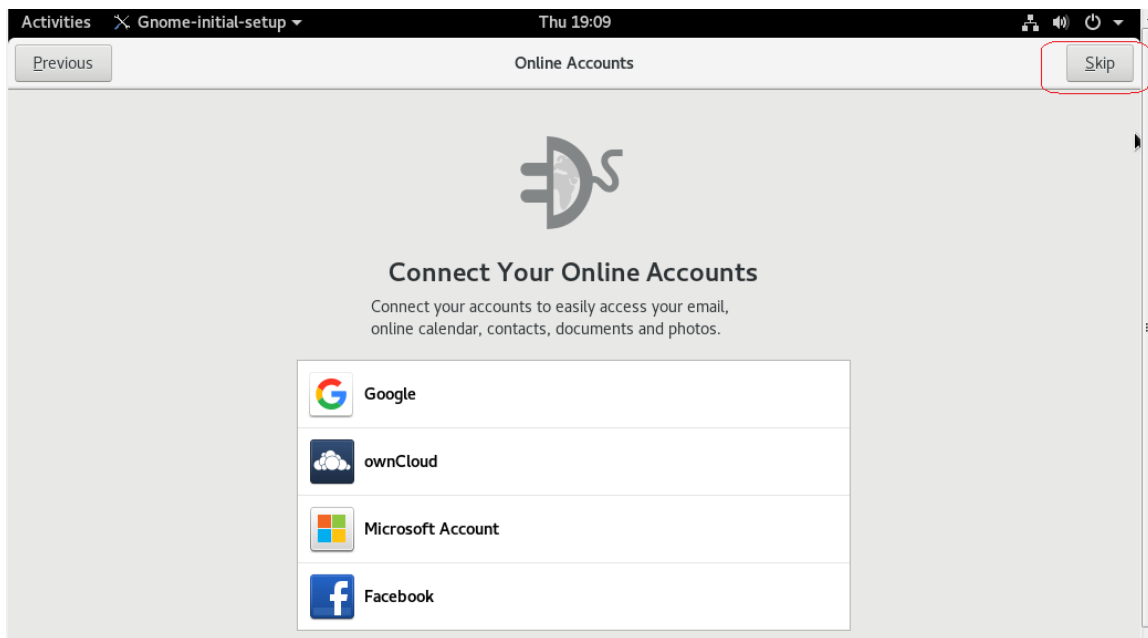 Activities Gnome-initial-setup Thu 19:09
Previous Online Accounts Skip
Connect Your Online Accounts
Connect your accounts to easily access your email,
online calendar, contacts, documents and photos.
Google
ownCloud
Microsoft Account
Facebook